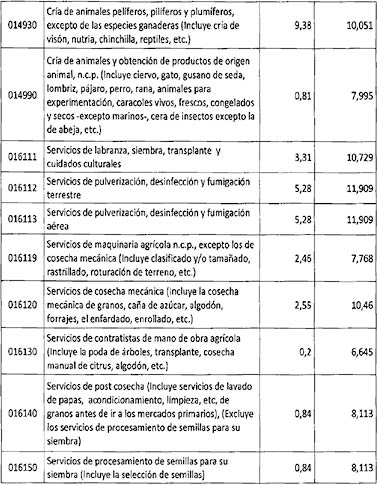 014930 Cría de animales pelíferos, pilíferos y plumíferos, 9,38 10,051
excepto de las especies ganaderas (Incluye cría de
visón, nutria, chinchilla, reptiles, etc.)
014990 Cría de animales y obtención de productos de origen 0,81 7,995
animal, n.c.p. (Incluye ciervo, gato, gusano de seda,
lombriz, pájaro, perro, rana, animales para
experimentación, caracoles vivos, frescos, congelados
y secos -excepto marinos-, cera de insectos excepto la
de abeja, etc.)
016111 Servicios de labranza, siembra, transplante y 3,31 10,729
cuidados culturales
016112 Servicios de pulverización, desinfección y fumigación 5,28 11,909
terrestre
016113 Servicios de pulverización, desinfección y fumigación 5,28 11,909
aérea
016119 Servicios de maquinaria agrícola n.c.p., excepto los de 2,46 7,768
cosecha mecánica (Incluye clasificado y/o tamañado,
rastrillado, roturación de terreno, etc.)
016120 Servicios de cosecha mecánica (Incluye la cosecha 2,55 10,46
mecánica de granos, caña de azúcar, algodón,
forrajes, el enfardado, enrollado, etc.)
016130 Servicios de contratistas de mano de obra agrícola 0,2 6,645
(Incluye la poda de árboles, transplante, cosecha
manual de citrus, algodón, etc.)
016140 Servicios de post cosecha (Incluye servicios de lavado 0,84 8,113
de papas, acondicionamiento, limpieza, etc, de
granos antes de ir a los mercados primarios), (Excluye
los servicios de procesamiento de semillas para su
siembra)
016150 Servicios de procesamiento de semillas para su 0,84 8,113
siembra (Incluye la selección de semillas)